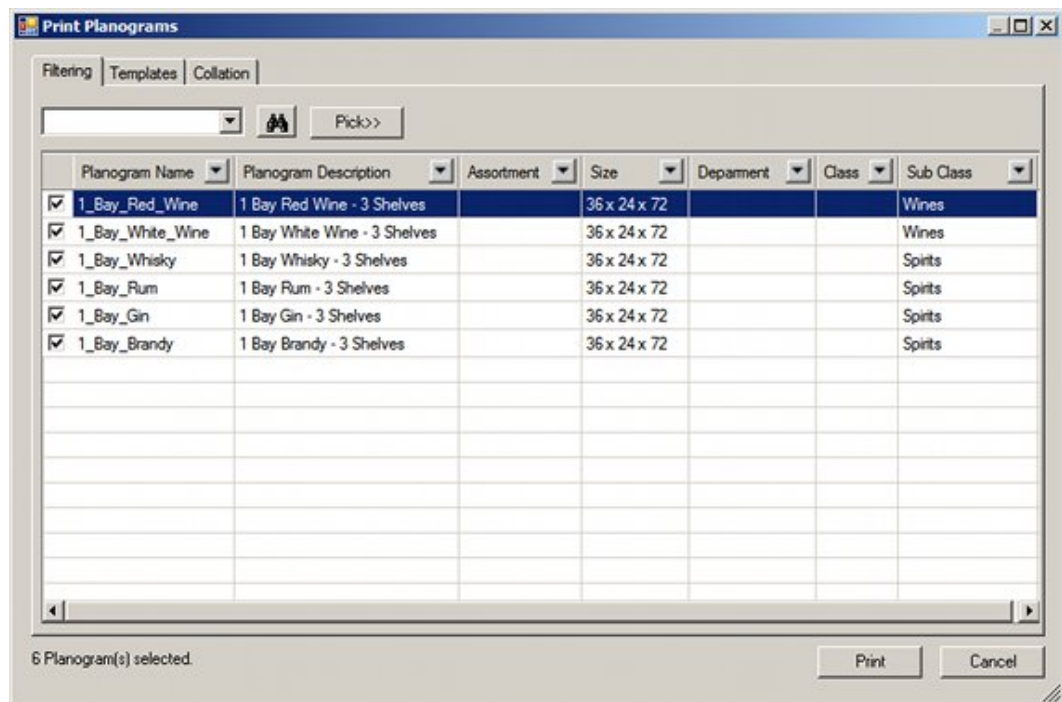 Print Planograms
Filtering Templates Collation
Pick>>
Planogram Name Planogram Description Assortment Size Deparment Class Sub Class
1_Bay_Red_Wine 1 Bay Red Wine - 3 Shelves 36 x 24 x 72 Wines
1_Bay_White_Wine 1 Bay White Wine - 3 Shelves 36 x 24 x 72 Wines
1_Bay_Whisky 1 Bay Whisky - 3 Shelves 36 x 24 x 72 Spirits
1_Bay_Rum 1 Bay Rum - 3 Shelves 36 x 24 x 72 Spirits
1_Bay_Gin 1 Bay Gin - 3 Shelves 36 x 24 x 72 Spirits
1_Bay_Brandy 1 Bay Brandy - 3 Shelves 36 x 24 x 72 Spirits
6 Planogram(s) selected. Print Cancel